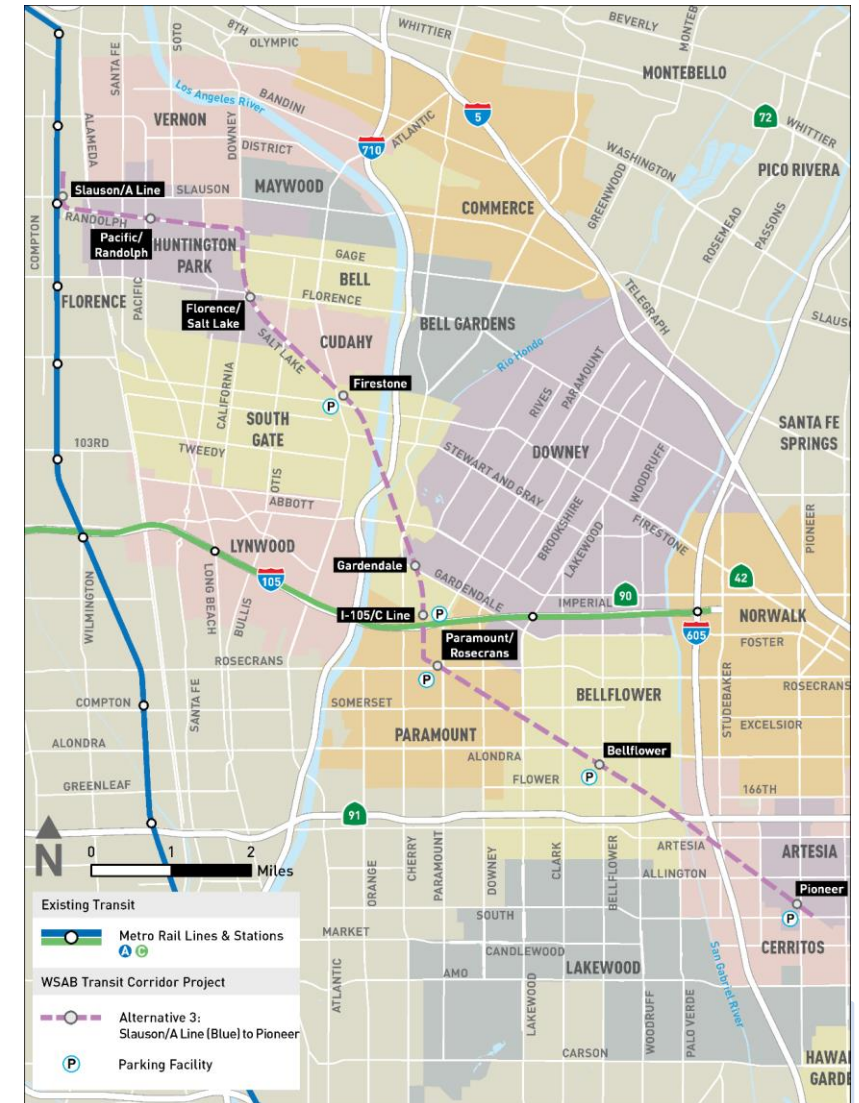 WHITTIER
BEVERLY
MONTEBELLO
SANTA FE
SOTO
8TH
OLYMPIC
MONTEBELLO
Los Angeles River
BANDINI
5
72
WHITTIER
ALAMEDA
VERNON
DOWNEY
DISTRICT
710
ATLANTIC
WASHINGTON
PICO RIVERA
Slauson/A Line
SLAUSON
MAYWOOD
COMMERCE
GREENWOOD
ROSEMEAD
PASSONS
COMPTON
RANDOLPH
Pacific/
Randolph
HUNTINGTON
PARK
GAGE
BELL
FLORENCE
PACIFIC
Florence/
Salt Lake
FLORENCE
TELEGRAPH
SLAUSON
CUDAHY
BELL GARDENS
Rio Hondo
SALT LAKE
Firestone
P
CALIFORNIA
SOUTH
GATE
RIVES
PARAMOUNT
DOWNEY
SANTA FE
SPRINGS
103RD
TWEEDY
OTIS
STEWART AND GRAY
WOODRUFF
ABBOTT
BROOKSHIRE
LAKEWOOD
FIRESTONE
PIONEER
LYNWOOD
105
Gardendale
GARDENDALE
42
90
IMPERIAL
WILMINGTON
LONG BEACH
BULLIS
I-105/C Line
P
NORWALK
605
FOSTER
Paramount/
Rosecrans
P
ROSECRANS
ROSECRANS
SANTA FE
SOMERSET
BELLFLOWER
STUDEBAKER
COMPTON
EXCELSIOR
PARAMOUNT
ALONDRA
ALONDRA
Bellflower
P
FLOWER
GREENLEAF
166TH
91
N
0 1 2
Miles
ORANGE
CHERRY
PARAMOUNT
DOWNEY
CLARK
BELLFLOWER
ARTESIA
ALLINGTON
ARTESIA
Pioneer
P
Existing Transit
Metro Rail Lines & Stations
A C
MARKET
SOUTH
CERRITOS
CANDLEWOOD
San Gabriel River
WSAB Transit Corridor Project
ATLANTIC
AMO
LAKEWOOD
LAKEWOOD
WOODRUFF
PALO VERDE
Alternative 3:
Slauson/A Line (Blue) to Pioneer
P Parking Facility
CARSON
HAWAI
GARDE